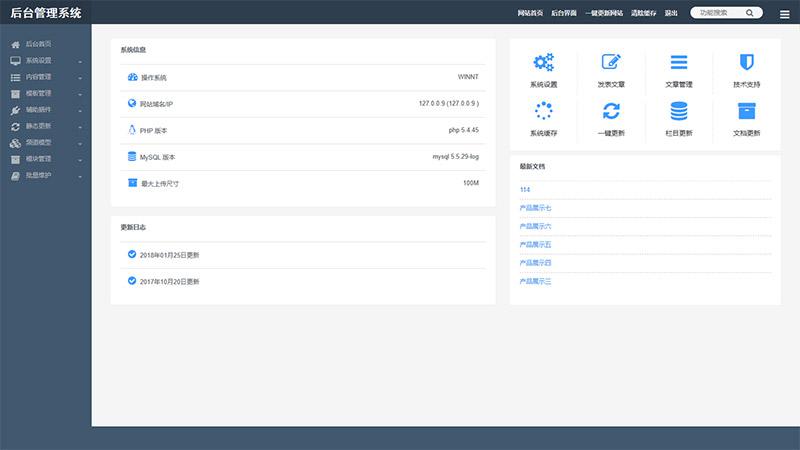 后台管理系统
网站首页 后台界面 一键更新网站 清除缓存 退出 功能搜索
后台首页
系统设置
内容管理
模板管理
辅助插件
静态更新
频道模型
模块管理
批量维护
系统信息
操作系统 WINNT
网站域名/IP 127.0.0.9 (127.0.0.9 )
PHP 版本 php 5.4.45
MySQL 版本 mysql 5.5.29-log
最大上传尺寸 100M
更新日志
2018年01月25日更新
2017年10月20日更新
系统设置 发表文章 文章管理 技术支持
系统缓存 一键更新 栏目更新 文档更新
最新文档
114
产品展示七
产品展示六
产品展示五
产品展示四
产品展示三